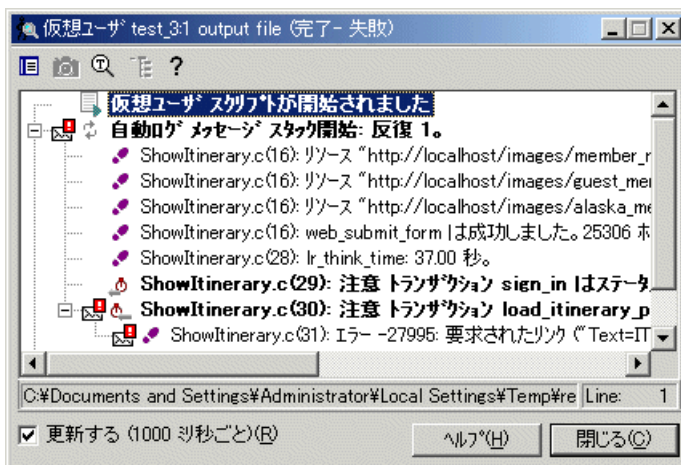 仮想ユーザ test_3:1 output file (完了- 失敗)
?
仮想ユーザ スクリプトが開始されました
自動ログ メッセージ スタック開始: 反復 1。
ShowItinerary.c(16): リソース "http://localhost/images/member_r
ShowItinerary.c(16): リソース "http://localhost/images/guest_mer
ShowItinerary.c(16): リソース "http://localhost/images/alaska_me
ShowItinerary.c(16): web_submit_form は成功しました。25306 ホ
ShowItinerary.c(28): lr_think_time: 37.00 秒。
ShowItinerary.c(29): 注意 トランザクション sign_in はステータ
ShowItinerary.c(30): 注意 トランザクション load_itinerary_p
ShowItinerary.c(31): エラー -27995: 要求されたリンク ("Text=IT
C:¥Documents and Settings¥Administrator¥Local Settings¥Temp¥re Line: 1
更新する (1000 ミリ秒ごと)(R) ヘルプ(H) 閉じる(C)